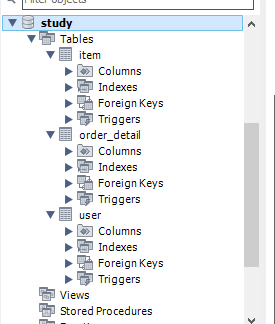 Filter objects
study
Tables
item
Columns
Indexes
Foreign Keys
Triggers
order_detail
Columns
Indexes
Foreign Keys
Triggers
user
Columns
Indexes
Foreign Keys
Triggers
Views
Stored Procedures